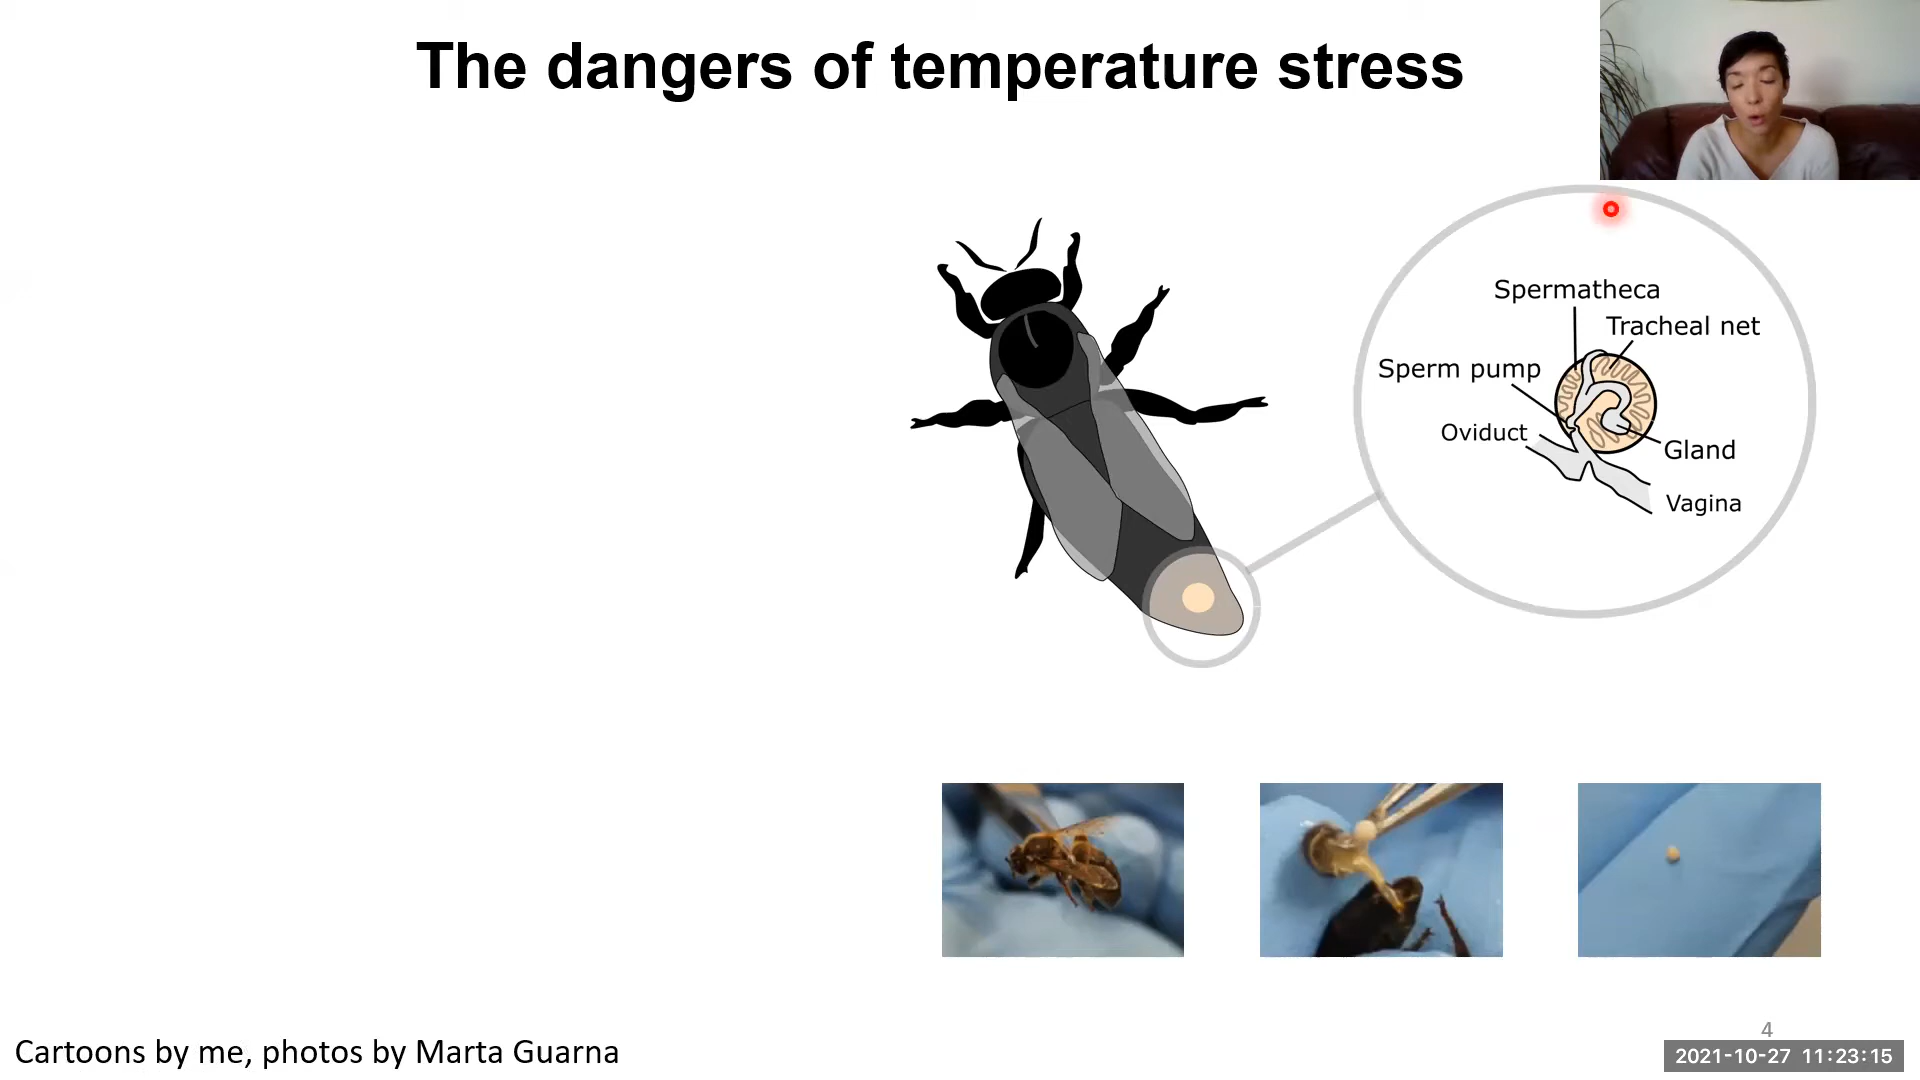 The dangers of temperature stress
Spermatheca
Tracheal net
Sperm pump
Oviduct
Gland
Vagina
Cartoons by me, photos by Marta Guarna
4
2021-10-27 11:23:15